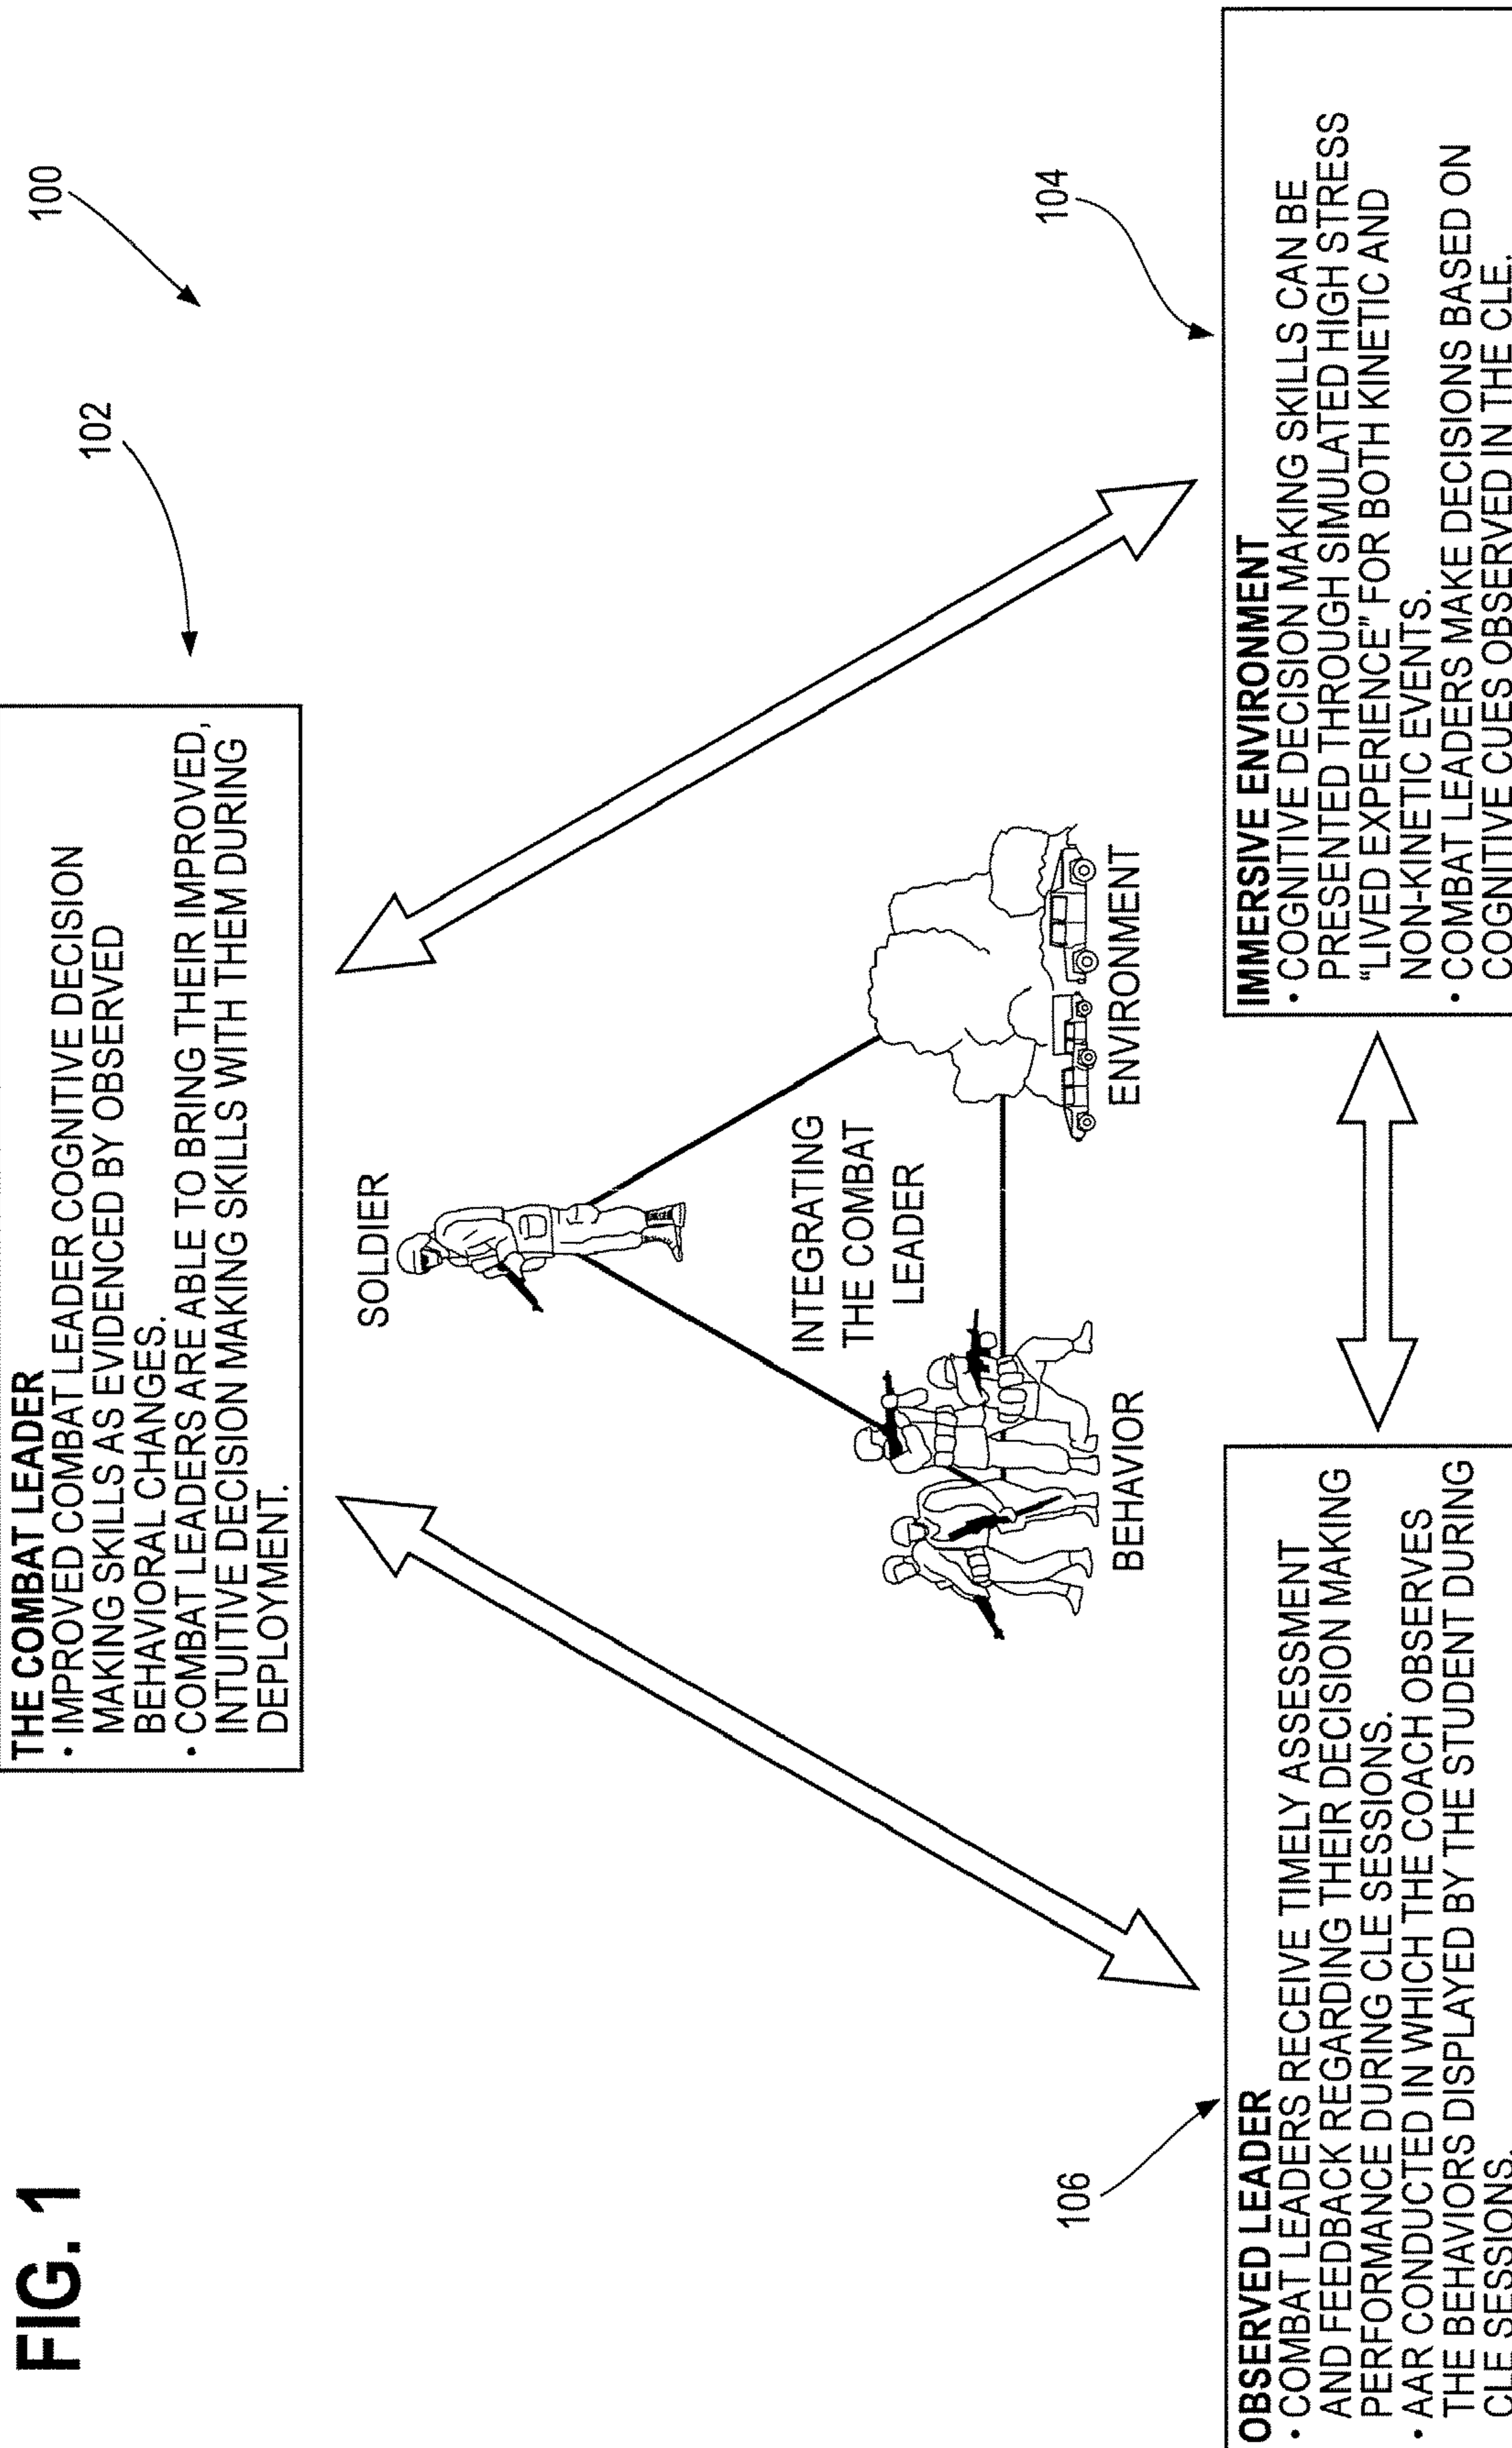 FIG. 1
100
102
THE COMBAT LEADER
• IMPROVED COMBAT LEADER COGNITIVE DECISION
MAKING SKILLS AS EVIDENCED BY OBSERVED
BEHAVIORAL CHANGES.
• COMBAT LEADERS ARE ABLE TO BRING THEIR IMPROVED,
INTUITIVE DECISION MAKING SKILLS WITH THEM DURING
DEPLOYMENT.
SOLDIER
INTEGRATING
THE COMBAT
LEADER
BEHAVIOR
ENVIRONMENT
106
OBSERVED LEADER
• COMBAT LEADERS RECEIVE TIMELY ASSESSMENT
AND FEEDBACK REGARDING THEIR DECISION MAKING
PERFORMANCE DURING CLE SESSIONS.
• AAR CONDUCTED IN WHICH THE COACH OBSERVES
THE BEHAVIORS DISPLAYED BY THE STUDENT DURING
CLE SESSIONS.
104
IMMERSIVE ENVIRONMENT
• COGNITIVE DECISION MAKING SKILLS CAN BE
PRESENTED THROUGH SIMULATED HIGH STRESS
“LIVED EXPERIENCE” FOR BOTH KINETIC AND
NON-KINETIC EVENTS.
• COMBAT LEADERS MAKE DECISIONS BASED ON
COGNITIVE CUES OBSERVED IN THE CLE.